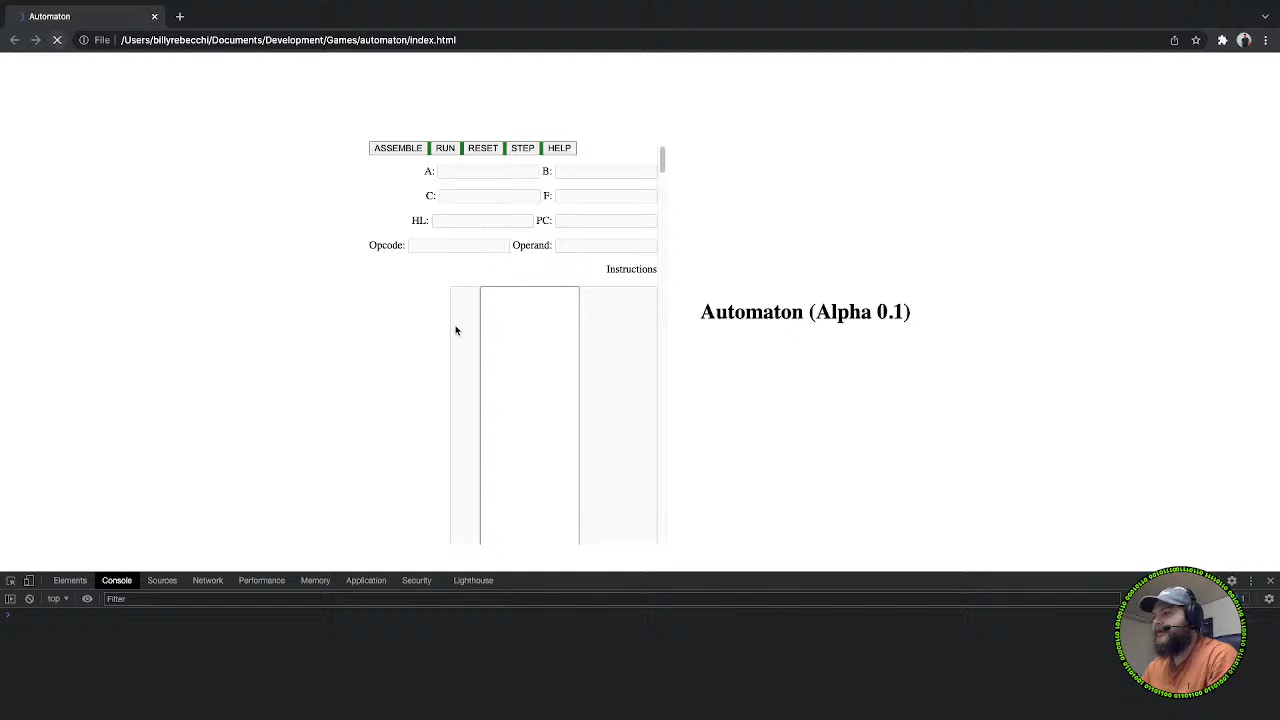 Automaton
File
/Users/billyrebecchi/Documents/Development/Games/automaton/index.html
ASSEMBLE RUN RESET STEP HELP
A: B:
C: F:
HL: PC:
Opcode: Operand:
Instructions
Automaton (Alpha 0.1)
Elements Console Sources Network Performance Memory Application Security Lighthouse
top Filter
1